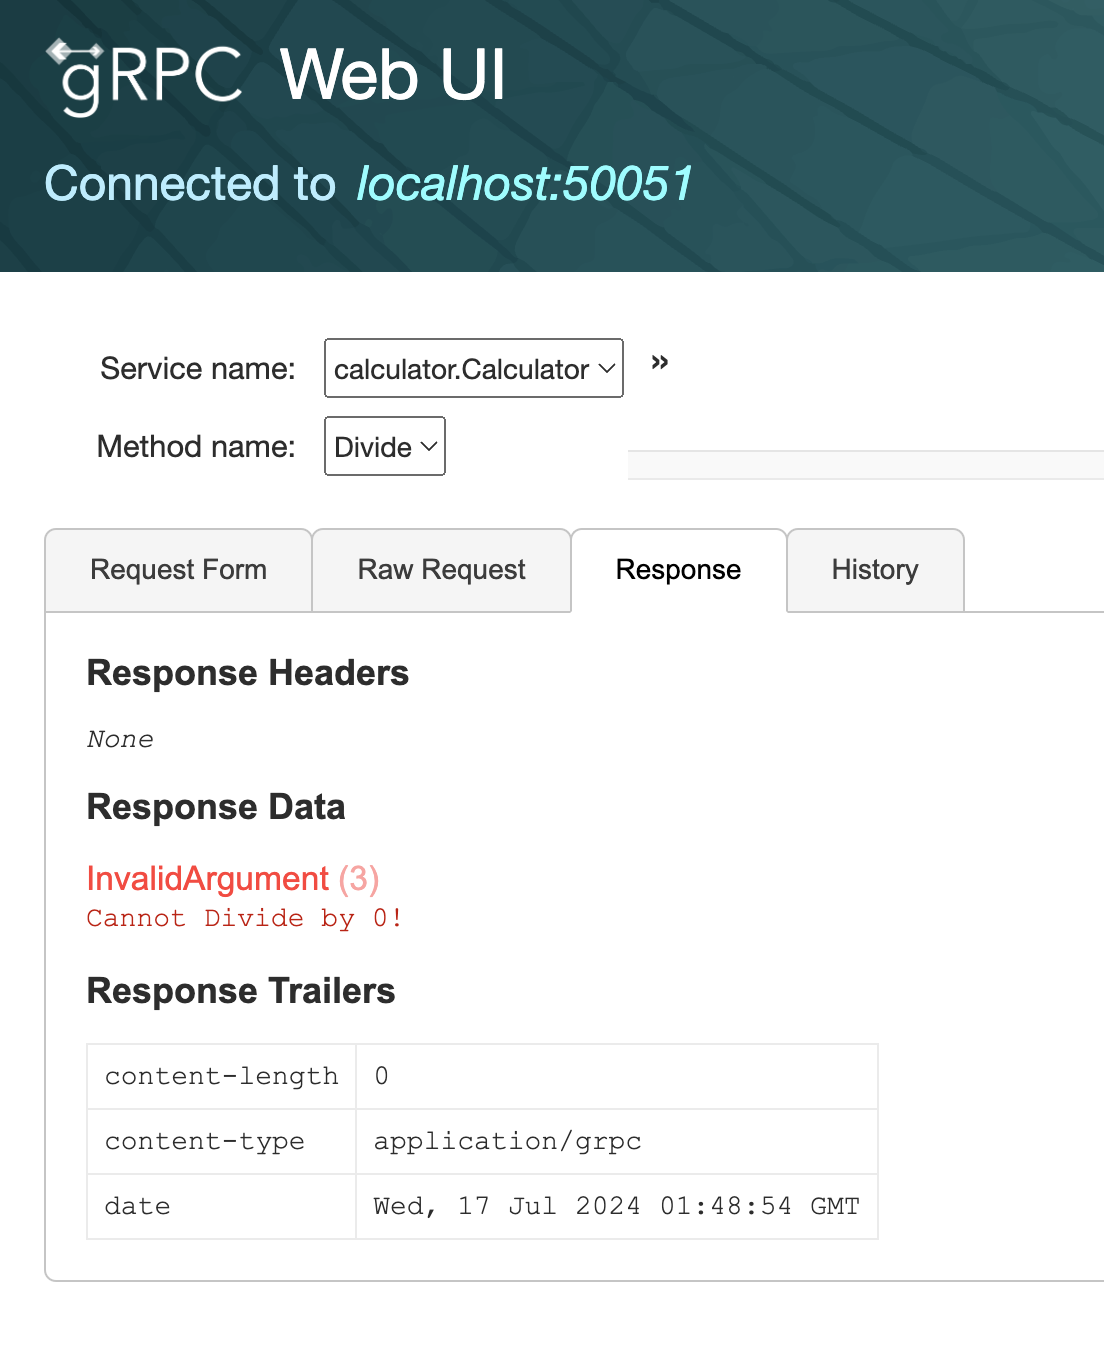 gRPC Web UI
Connected to localhost:50051
Service name: calculator.Calculator »
Method name: Divide
Request Form Raw Request Response History
Response Headers
None
Response Data
InvalidArgument (3)
Cannot Divide by 0!
Response Trailers
content-length 0
content-type application/grpc
date Wed, 17 Jul 2024 01:48:54 GMT